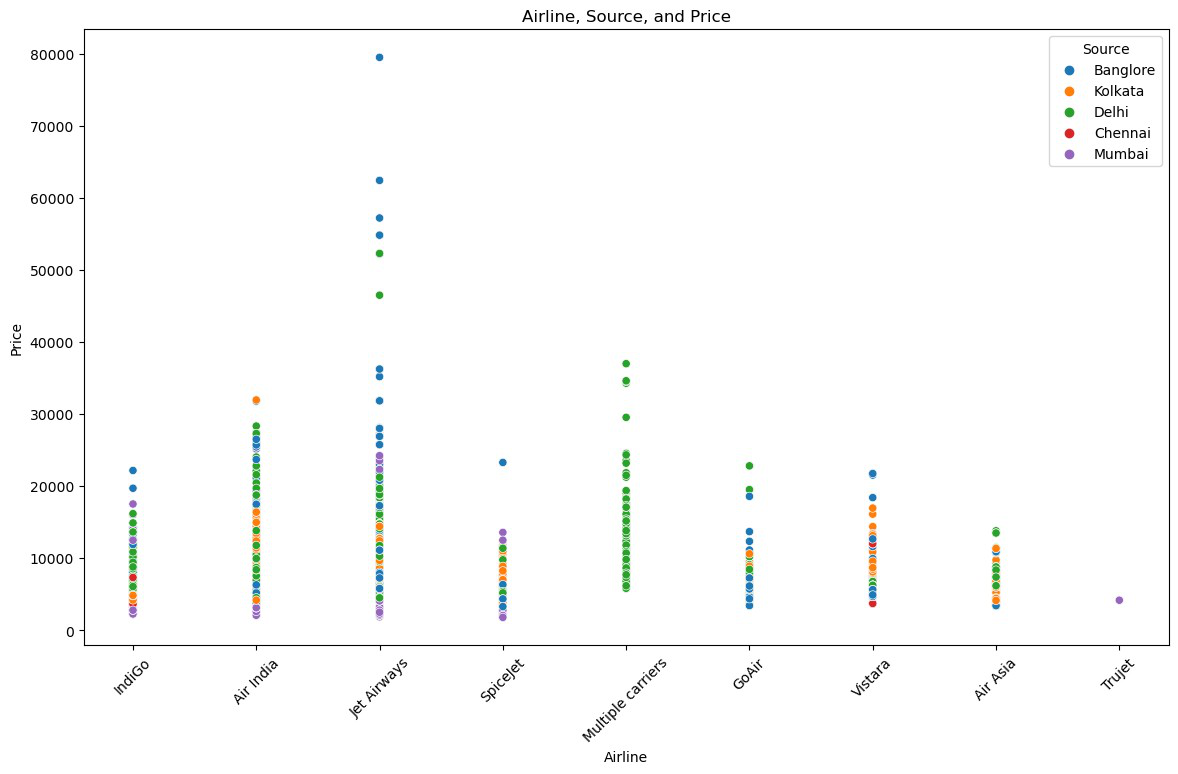 Airline, Source, and Price
Source
Banglore
Kolkata
Delhi
Chennai
Mumbai
Price
80000
70000
60000
50000
40000
30000
20000
10000
0
IndiGo
Air India
Jet Airways
SpiceJet
Multiple carriers
GoAir
Vistara
Air Asia
Trujet
Airline